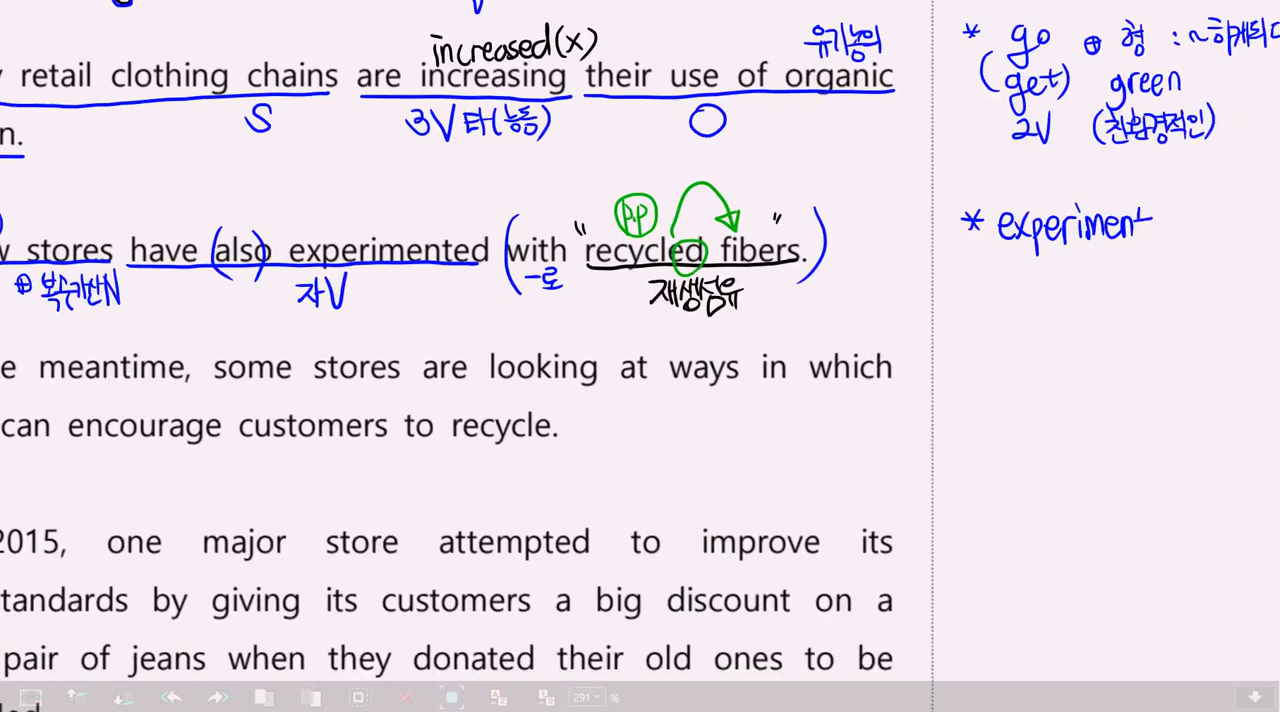 increased(x)
유기농의
* go ⊕ 형 : ~하게되다
y retail clothing chains are increasing their use of organic
(get) green
S
3V 타(능동)
O
2V (친환경적인)
n.
p.p
* experiment
w stores have (also) experimented (with "recycled fibers.")
⊕ 복수가산N
자V
-로
재생섬유
e meantime, some stores are looking at ways in which
can encourage customers to recycle.
2015, one major store attempted to improve its
tandards by giving its customers a big discount on a
pair of jeans when they donated their old ones to be
291 %